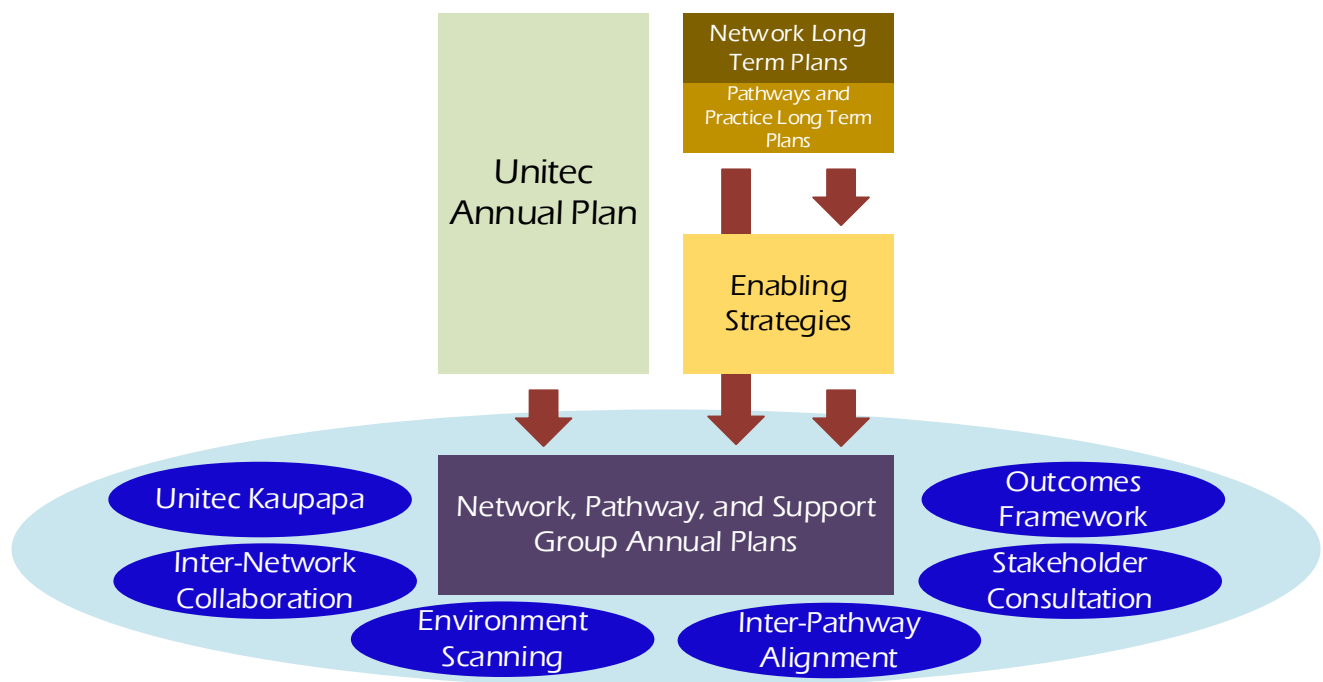 Network Long
Term Plans
Pathways and
Practice Long Term
Plans
Unitec
Annual Plan
Enabling
Strategies
Network, Pathway, and Support
Group Annual Plans
Unitec Kaupapa
Inter-Network
Collaboration
Environment
Scanning
Inter-Pathway
Alignment
Outcomes
Framework
Stakeholder
Consultation